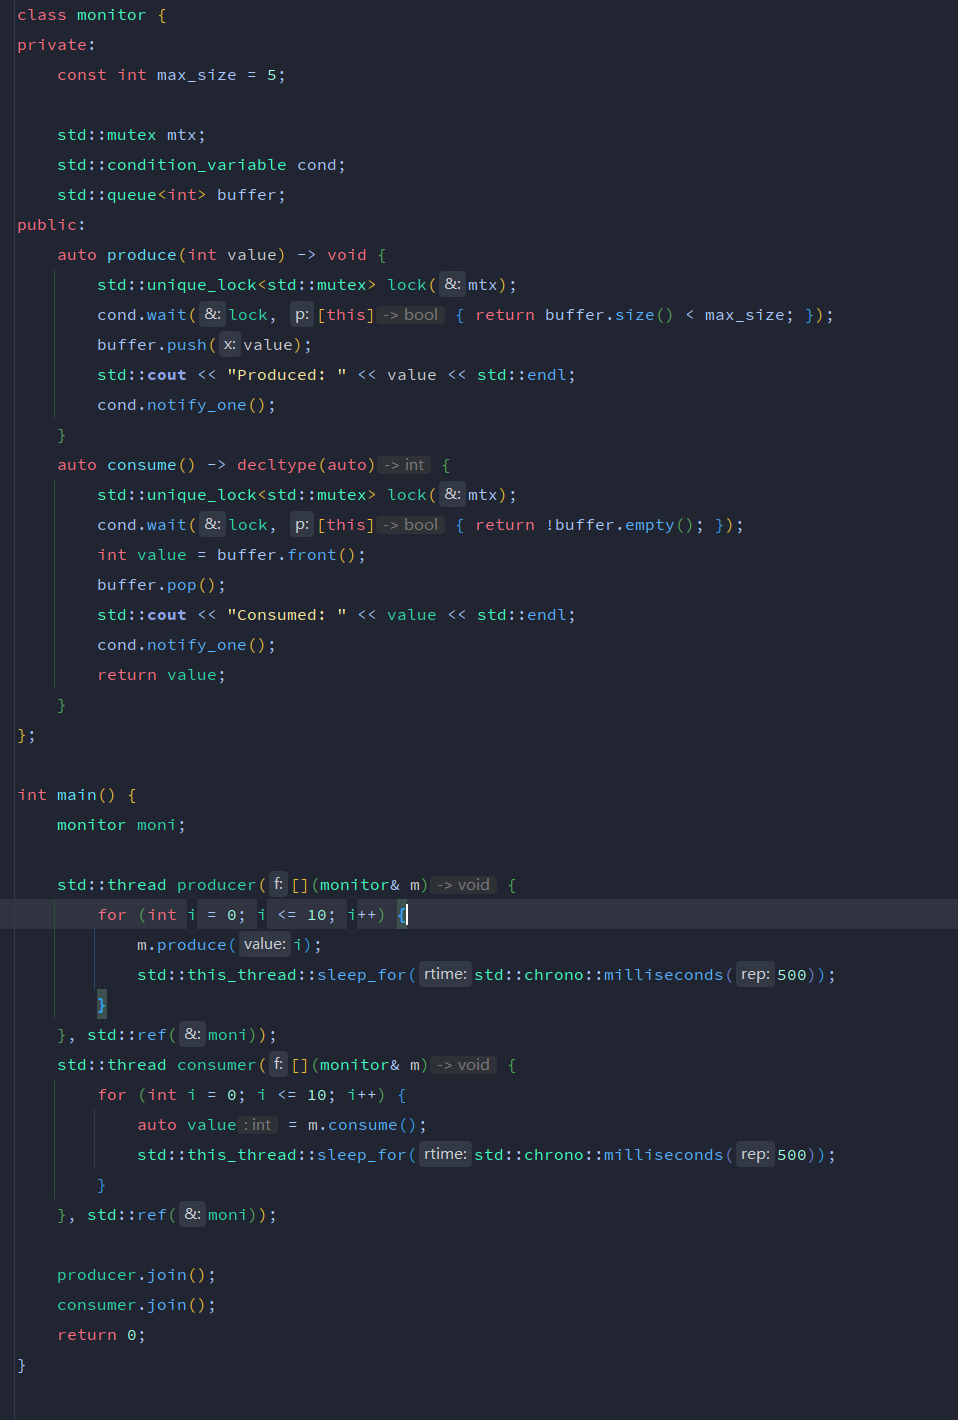 class monitor {
private:
    const int max_size = 5;

    std::mutex mtx;
    std::condition_variable cond;
    std::queue<int> buffer;
public:
    auto produce(int value) -> void {
        std::unique_lock<std::mutex> lock( &: mtx);
        cond.wait( &: lock, p: [this] -> bool { return buffer.size() < max_size; });
        buffer.push( x: value);
        std::cout << "Produced: " << value << std::endl;
        cond.notify_one();
    }
    auto consume() -> decltype(auto) -> int {
        std::unique_lock<std::mutex> lock( &: mtx);
        cond.wait( &: lock, p: [this] -> bool { return !buffer.empty(); });
        int value = buffer.front();
        buffer.pop();
        std::cout << "Consumed: " << value << std::endl;
        cond.notify_one();
        return value;
    }
};

int main() {
    monitor moni;

    std::thread producer( f: [](monitor& m) -> void {
        for (int i = 0; i <= 10; i++) {
            m.produce( value: i);
            std::this_thread::sleep_for( rtime: std::chrono::milliseconds( rep: 500));
        }
    }, std::ref( &: moni));
    std::thread consumer( f: [](monitor& m) -> void {
        for (int i = 0; i <= 10; i++) {
            auto value : int = m.consume();
            std::this_thread::sleep_for( rtime: std::chrono::milliseconds( rep: 500));
        }
    }, std::ref( &: moni));

    producer.join();
    consumer.join();
    return 0;
}